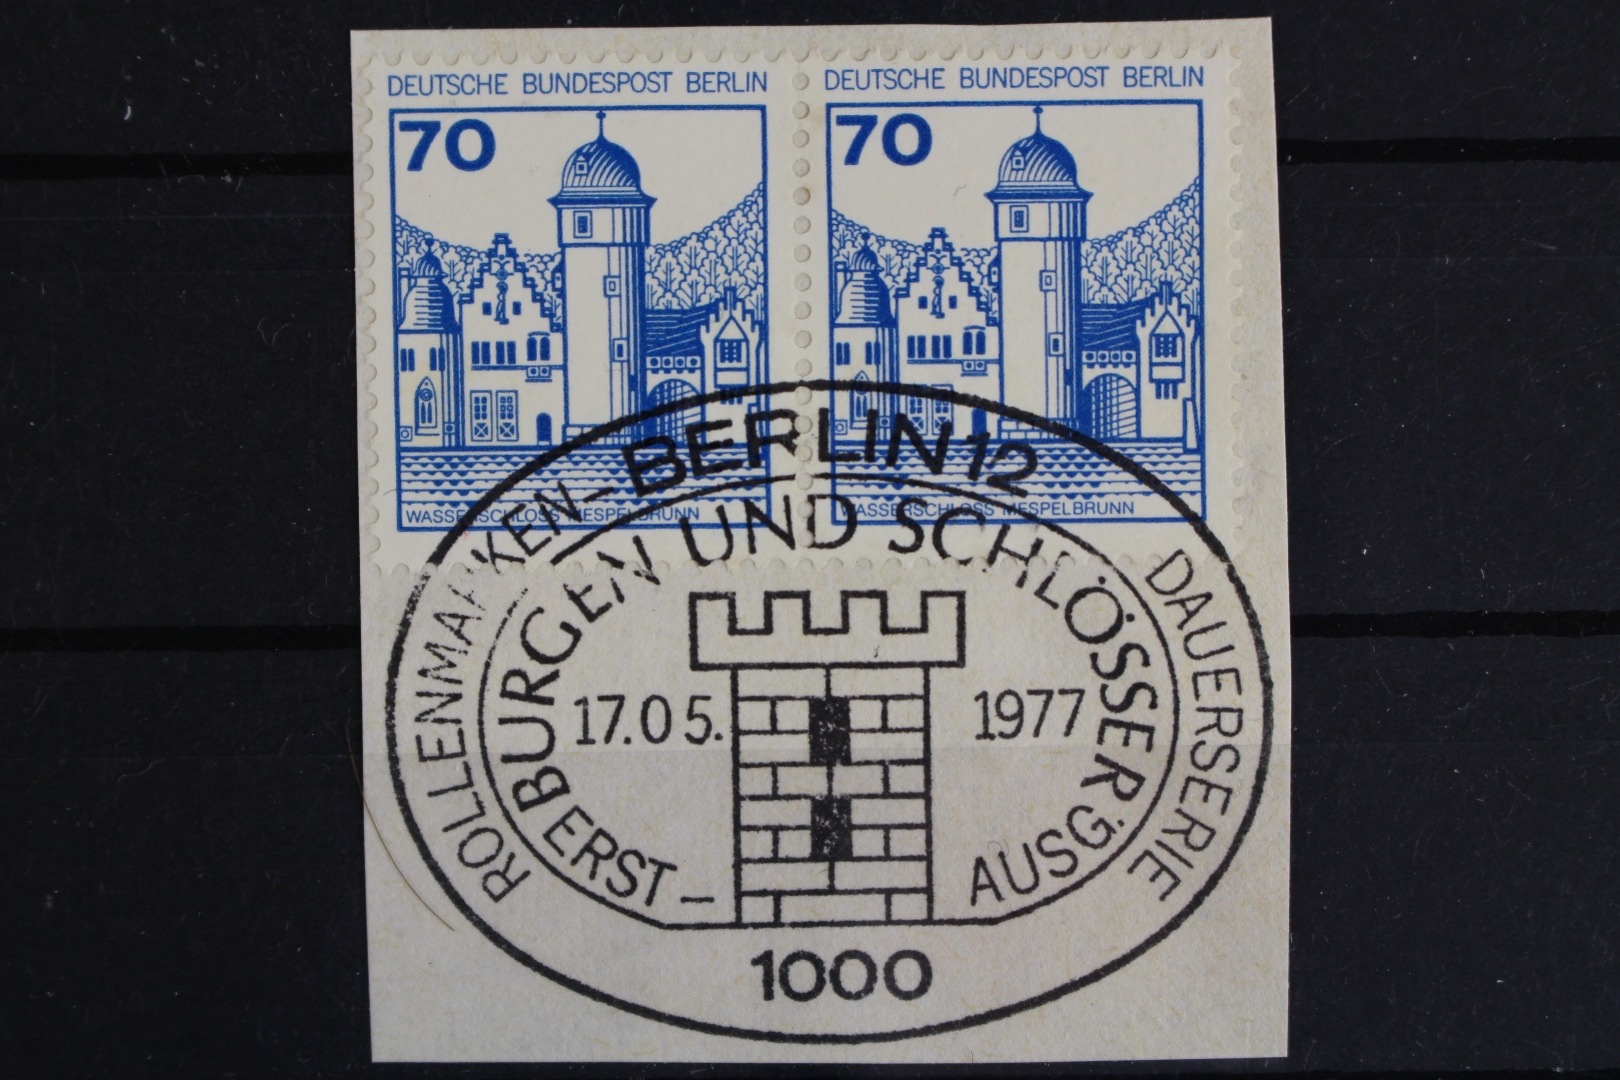 DEUTSCHE BUNDESPOST BERLIN
70
WASSERSCHLOSS MESPELBRUNN
DEUTSCHE BUNDESPOST BERLIN
70
WASSERSCHLOSS MESPELBRUNN
ROLLENMARKEN-BERLIN 12 DAUERSERIE
BURGEN UND SCHLÖSSER
17.05. 1977
ERST- AUSG.
1000